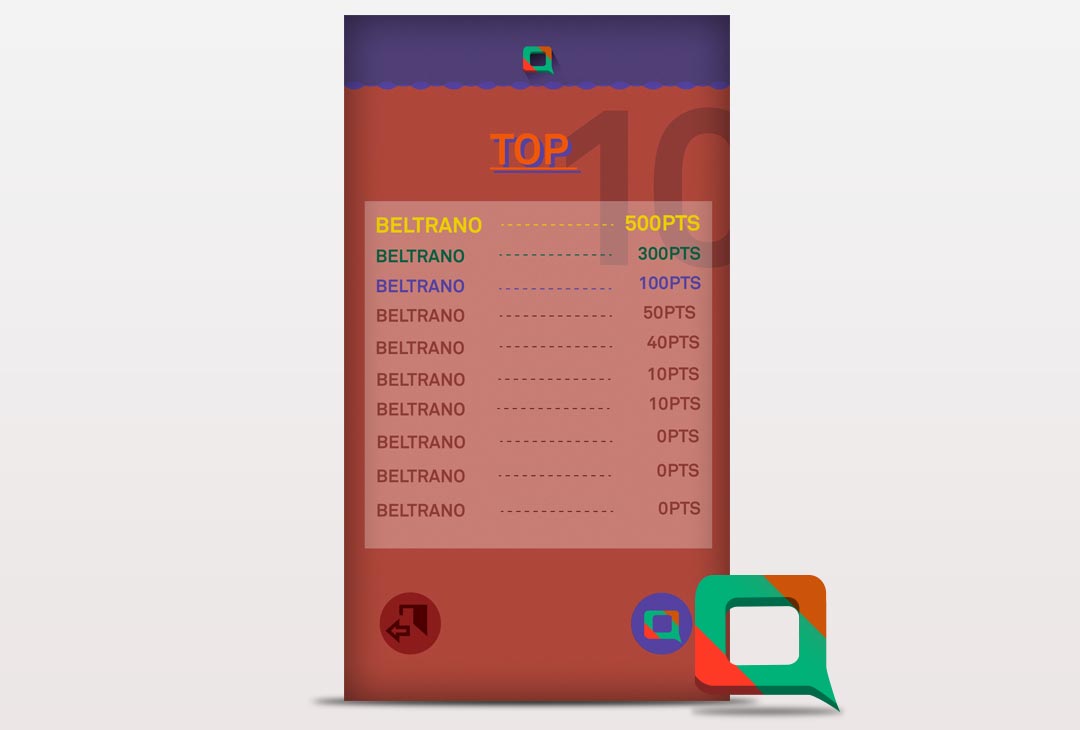 TOP 10
BELTRANO ---------------- 500PTS
BELTRANO ---------------- 300PTS
BELTRANO ---------------- 100PTS
BELTRANO ---------------- 50PTS
BELTRANO ---------------- 40PTS
BELTRANO ---------------- 10PTS
BELTRANO ---------------- 10PTS
BELTRANO ---------------- 0PTS
BELTRANO ---------------- 0PTS
BELTRANO ---------------- 0PTS